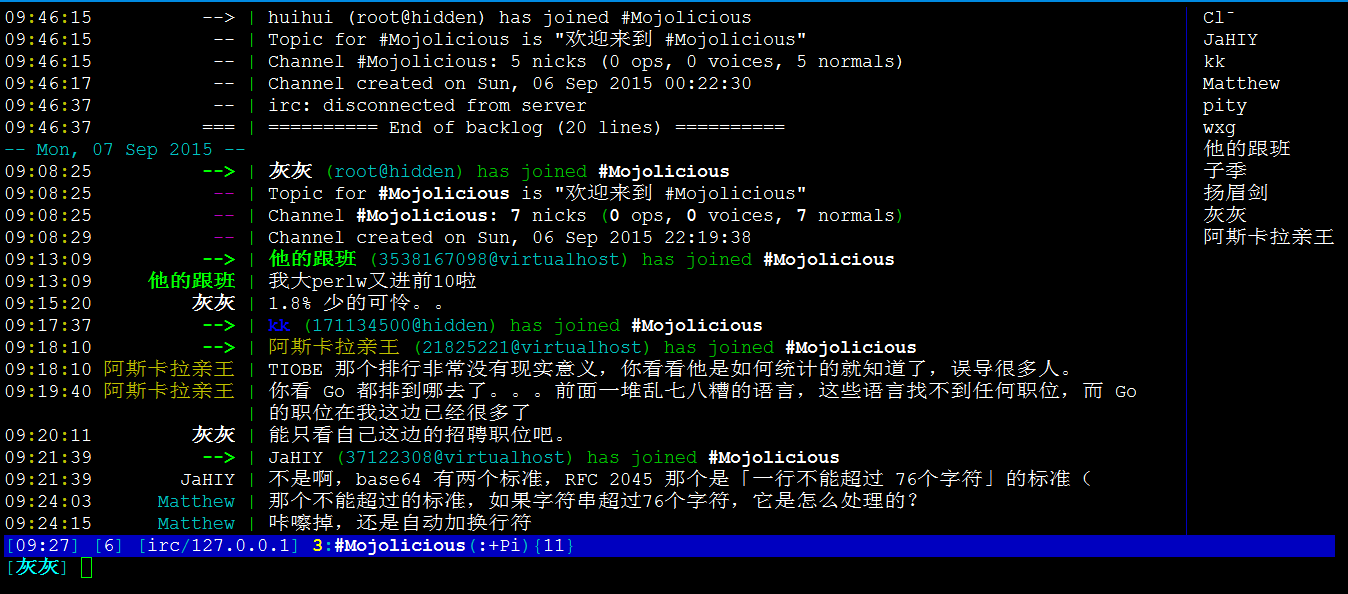 09:46:15 --> | huihui (root@hidden) has joined #Mojolicious
09:46:15 -- | Topic for #Mojolicious is "欢迎来到 #Mojolicious"
09:46:15 -- | Channel #Mojolicious: 5 nicks (0 ops, 0 voices, 5 normals)
09:46:17 -- | Channel created on Sun, 06 Sep 2015 00:22:30
09:46:37 -- | irc: disconnected from server
09:46:37 === | ========== End of backlog (20 lines) ==========
-- Mon, 07 Sep 2015 --
09:08:25 --> | 灰灰 (root@hidden) has joined #Mojolicious
09:08:25 -- | Topic for #Mojolicious is "欢迎来到 #Mojolicious"
09:08:25 -- | Channel #Mojolicious: 7 nicks (0 ops, 0 voices, 7 normals)
09:08:29 -- | Channel created on Sun, 06 Sep 2015 22:19:38
09:13:09 --> | 他的跟班 (3538167098@virtualhost) has joined #Mojolicious
09:13:09 他的跟班 | 我大perlw又进前10啦
09:15:20 灰灰 | 1.8% 少的可怜。。
09:17:37 --> | kk (171134500@hidden) has joined #Mojolicious
09:18:10 --> | 阿斯卡拉亲王 (21825221@virtualhost) has joined #Mojolicious
09:18:10 阿斯卡拉亲王 | TIOBE 那个排行非常没有现实意义，你看看他是如何统计的就知道了，误导很多人。
09:19:40 阿斯卡拉亲王 | 你看 Go 都排到哪去了。。。前面一堆乱七八糟的语言，这些语言找不到任何职位，而 Go
| 的职位在我这边已经很多了
09:20:11 灰灰 | 能只看自己这边的招聘职位吧。
09:21:39 --> | JaHIY (37122308@virtualhost) has joined #Mojolicious
09:21:39 JaHIY | 不是啊，base64 有两个标准，RFC 2045 那个是「一行不能超过 76个字符」的标准（
09:24:03 Matthew | 那个不能超过的标准，如果字符串超过76个字符，它是怎么处理的？
09:24:15 Matthew | 咔嚓掉，还是自动加换行符
Cl~
JaHIY
kk
Matthew
pity
wxg
他的跟班
子季
扬眉剑
灰灰
阿斯卡拉亲王
[09:27] [6] [irc/127.0.0.1] 3:#Mojolicious(:+Pi){11}
[灰灰]